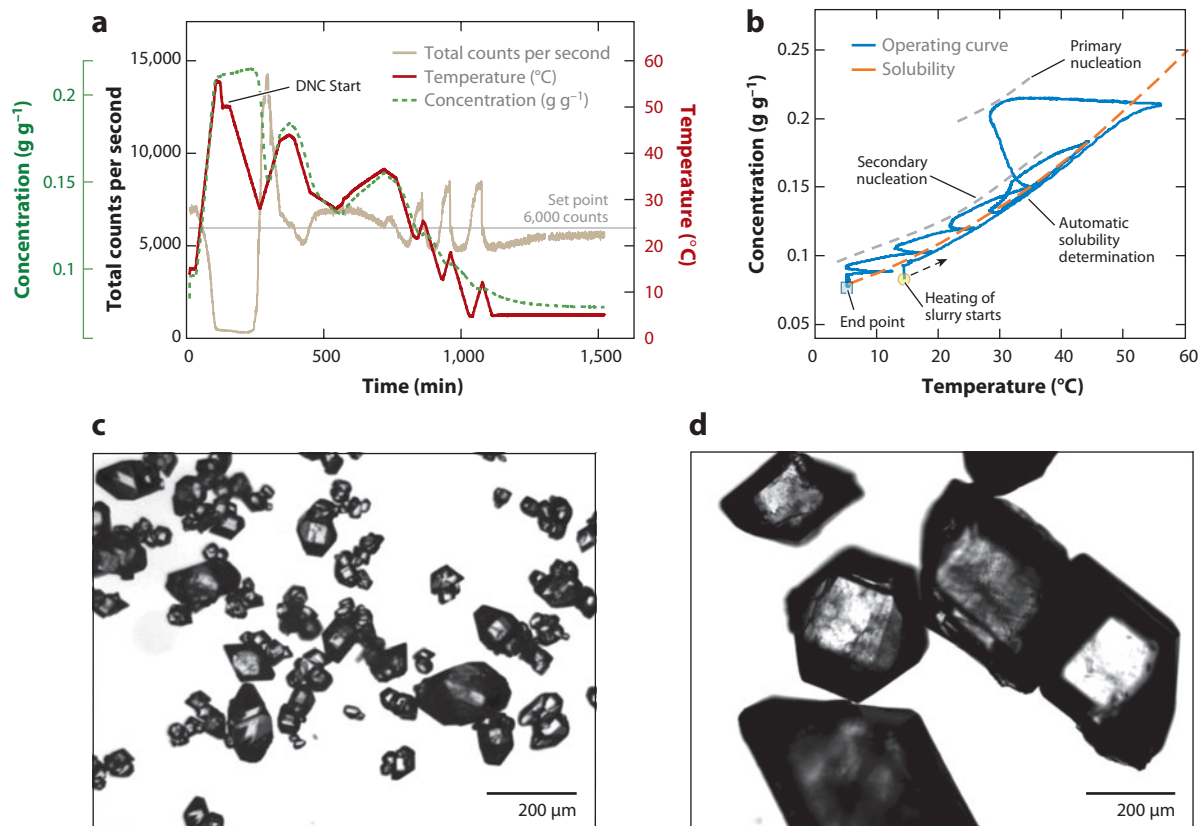 a
15,000
10,000
5,000
0
0.2
0.15
0.1
Concentration (g g⁻¹)
Total counts per second
Total counts per second
Temperature (°C)
Concentration (g g⁻¹)
DNC Start
Set point
6,000 counts
60
50
40
30
20
10
0
Temperature (°C)
0
500
1,000
1,500
Time (min)
b
0.25
0.20
0.15
0.10
0.05
Concentration (g g⁻¹)
Operating curve
Solubility
Primary
nucleation
Secondary
nucleation
Automatic
solubility
determination
Heating of
slurry starts
End point
0
10
20
30
40
50
60
Temperature (°C)
c
200 µm
d
200 µm